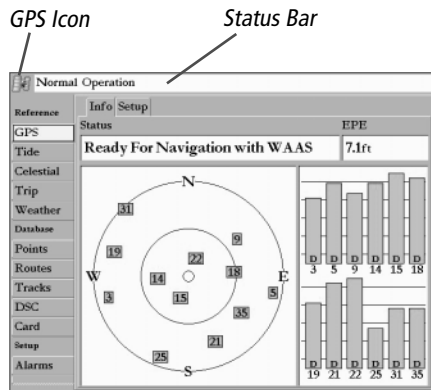 GPS Icon
Status Bar
Normal Operation
Reference
GPS
Tide
Celestial
Trip
Weather
Database
Points
Routes
Tracks
DSC
Card
Setup
Alarms
Info Setup
Status EPE
Ready For Navigation with WAAS 7.1ft
N
31
9
19
22
W 14 18 E
3 15 5
35
21
25
S
D D D D D D
3 5 9 14 15 18
D D D D D D
19 21 22 25 31 35